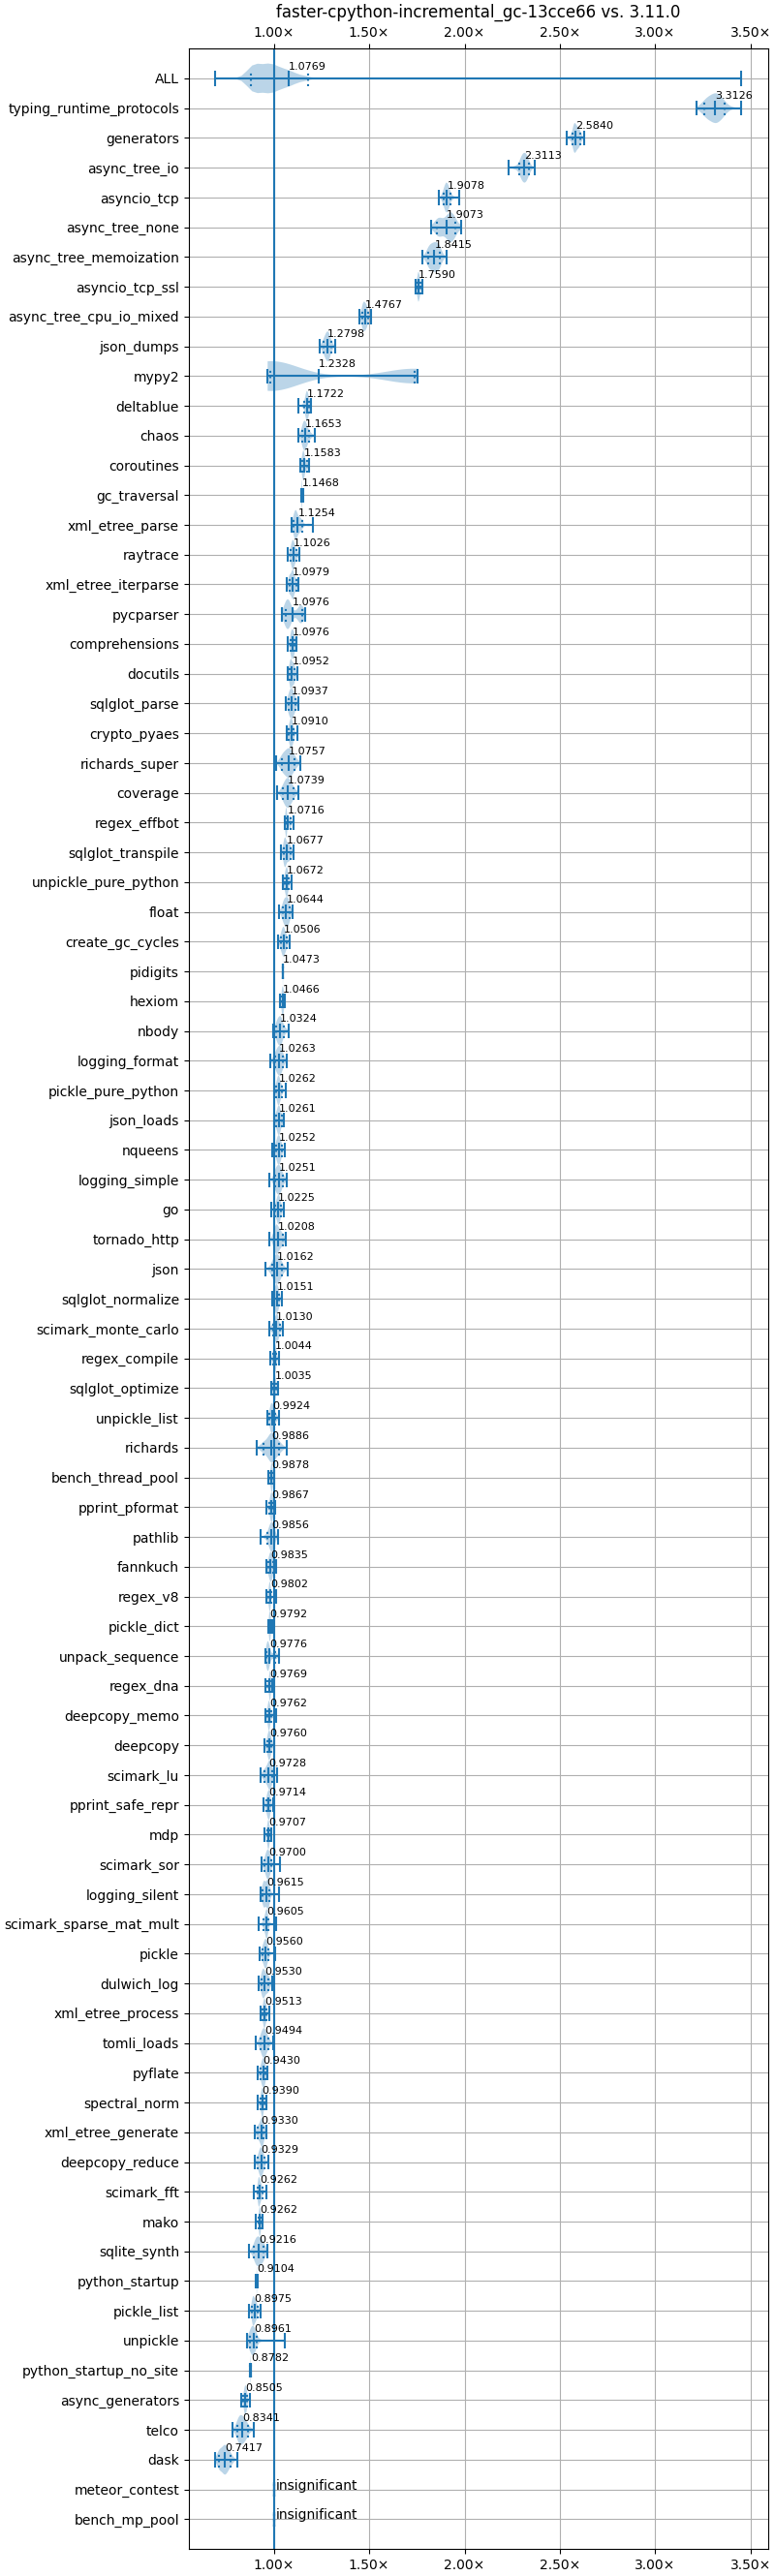 faster-cpython-incremental_gc-13cce66 vs. 3.11.0
1.00× 1.50× 2.00× 2.50× 3.00× 3.50×
ALL 1.0769
typing_runtime_protocols 3.3126
generators 2.5840
async_tree_io 2.3113
asyncio_tcp 1.9078
async_tree_none 1.9073
async_tree_memoization 1.8415
asyncio_tcp_ssl 1.7590
async_tree_cpu_io_mixed 1.4767
json_dumps 1.2798
mypy2 1.2328
deltablue 1.1722
chaos 1.1653
coroutines 1.1583
gc_traversal 1.1468
xml_etree_parse 1.1254
raytrace 1.1026
xml_etree_iterparse 1.0979
pycparser 1.0976
comprehensions 1.0976
docutils 1.0952
sqlglot_parse 1.0937
crypto_pyaes 1.0910
richards_super 1.0757
coverage 1.0739
regex_effbot 1.0716
sqlglot_transpile 1.0677
unpickle_pure_python 1.0672
float 1.0644
create_gc_cycles 1.0506
pidigits 1.0473
hexiom 1.0466
nbody 1.0324
logging_format 1.0263
pickle_pure_python 1.0262
json_loads 1.0261
nqueens 1.0252
logging_simple 1.0251
go 1.0225
tornado_http 1.0208
json 1.0162
sqlglot_normalize 1.0151
scimark_monte_carlo 1.0130
regex_compile 1.0044
sqlglot_optimize 1.0035
unpickle_list 0.9924
richards 0.9886
bench_thread_pool 0.9878
pprint_pformat 0.9867
pathlib 0.9856
fannkuch 0.9835
regex_v8 0.9802
pickle_dict 0.9792
unpack_sequence 0.9776
regex_dna 0.9769
deepcopy_memo 0.9762
deepcopy 0.9760
scimark_lu 0.9728
pprint_safe_repr 0.9714
mdp 0.9707
scimark_sor 0.9700
logging_silent 0.9615
scimark_sparse_mat_mult 0.9605
pickle 0.9560
dulwich_log 0.9530
xml_etree_process 0.9513
tomli_loads 0.9494
pyflate 0.9430
spectral_norm 0.9390
xml_etree_generate 0.9330
deepcopy_reduce 0.9329
scimark_fft 0.9262
mako 0.9262
sqlite_synth 0.9216
python_startup 0.9104
pickle_list 0.8975
unpickle 0.8961
python_startup_no_site 0.8782
async_generators 0.8505
telco 0.8341
dask 0.7417
meteor_contest insignificant
bench_mp_pool insignificant
1.00× 1.50× 2.00× 2.50× 3.00× 3.50×